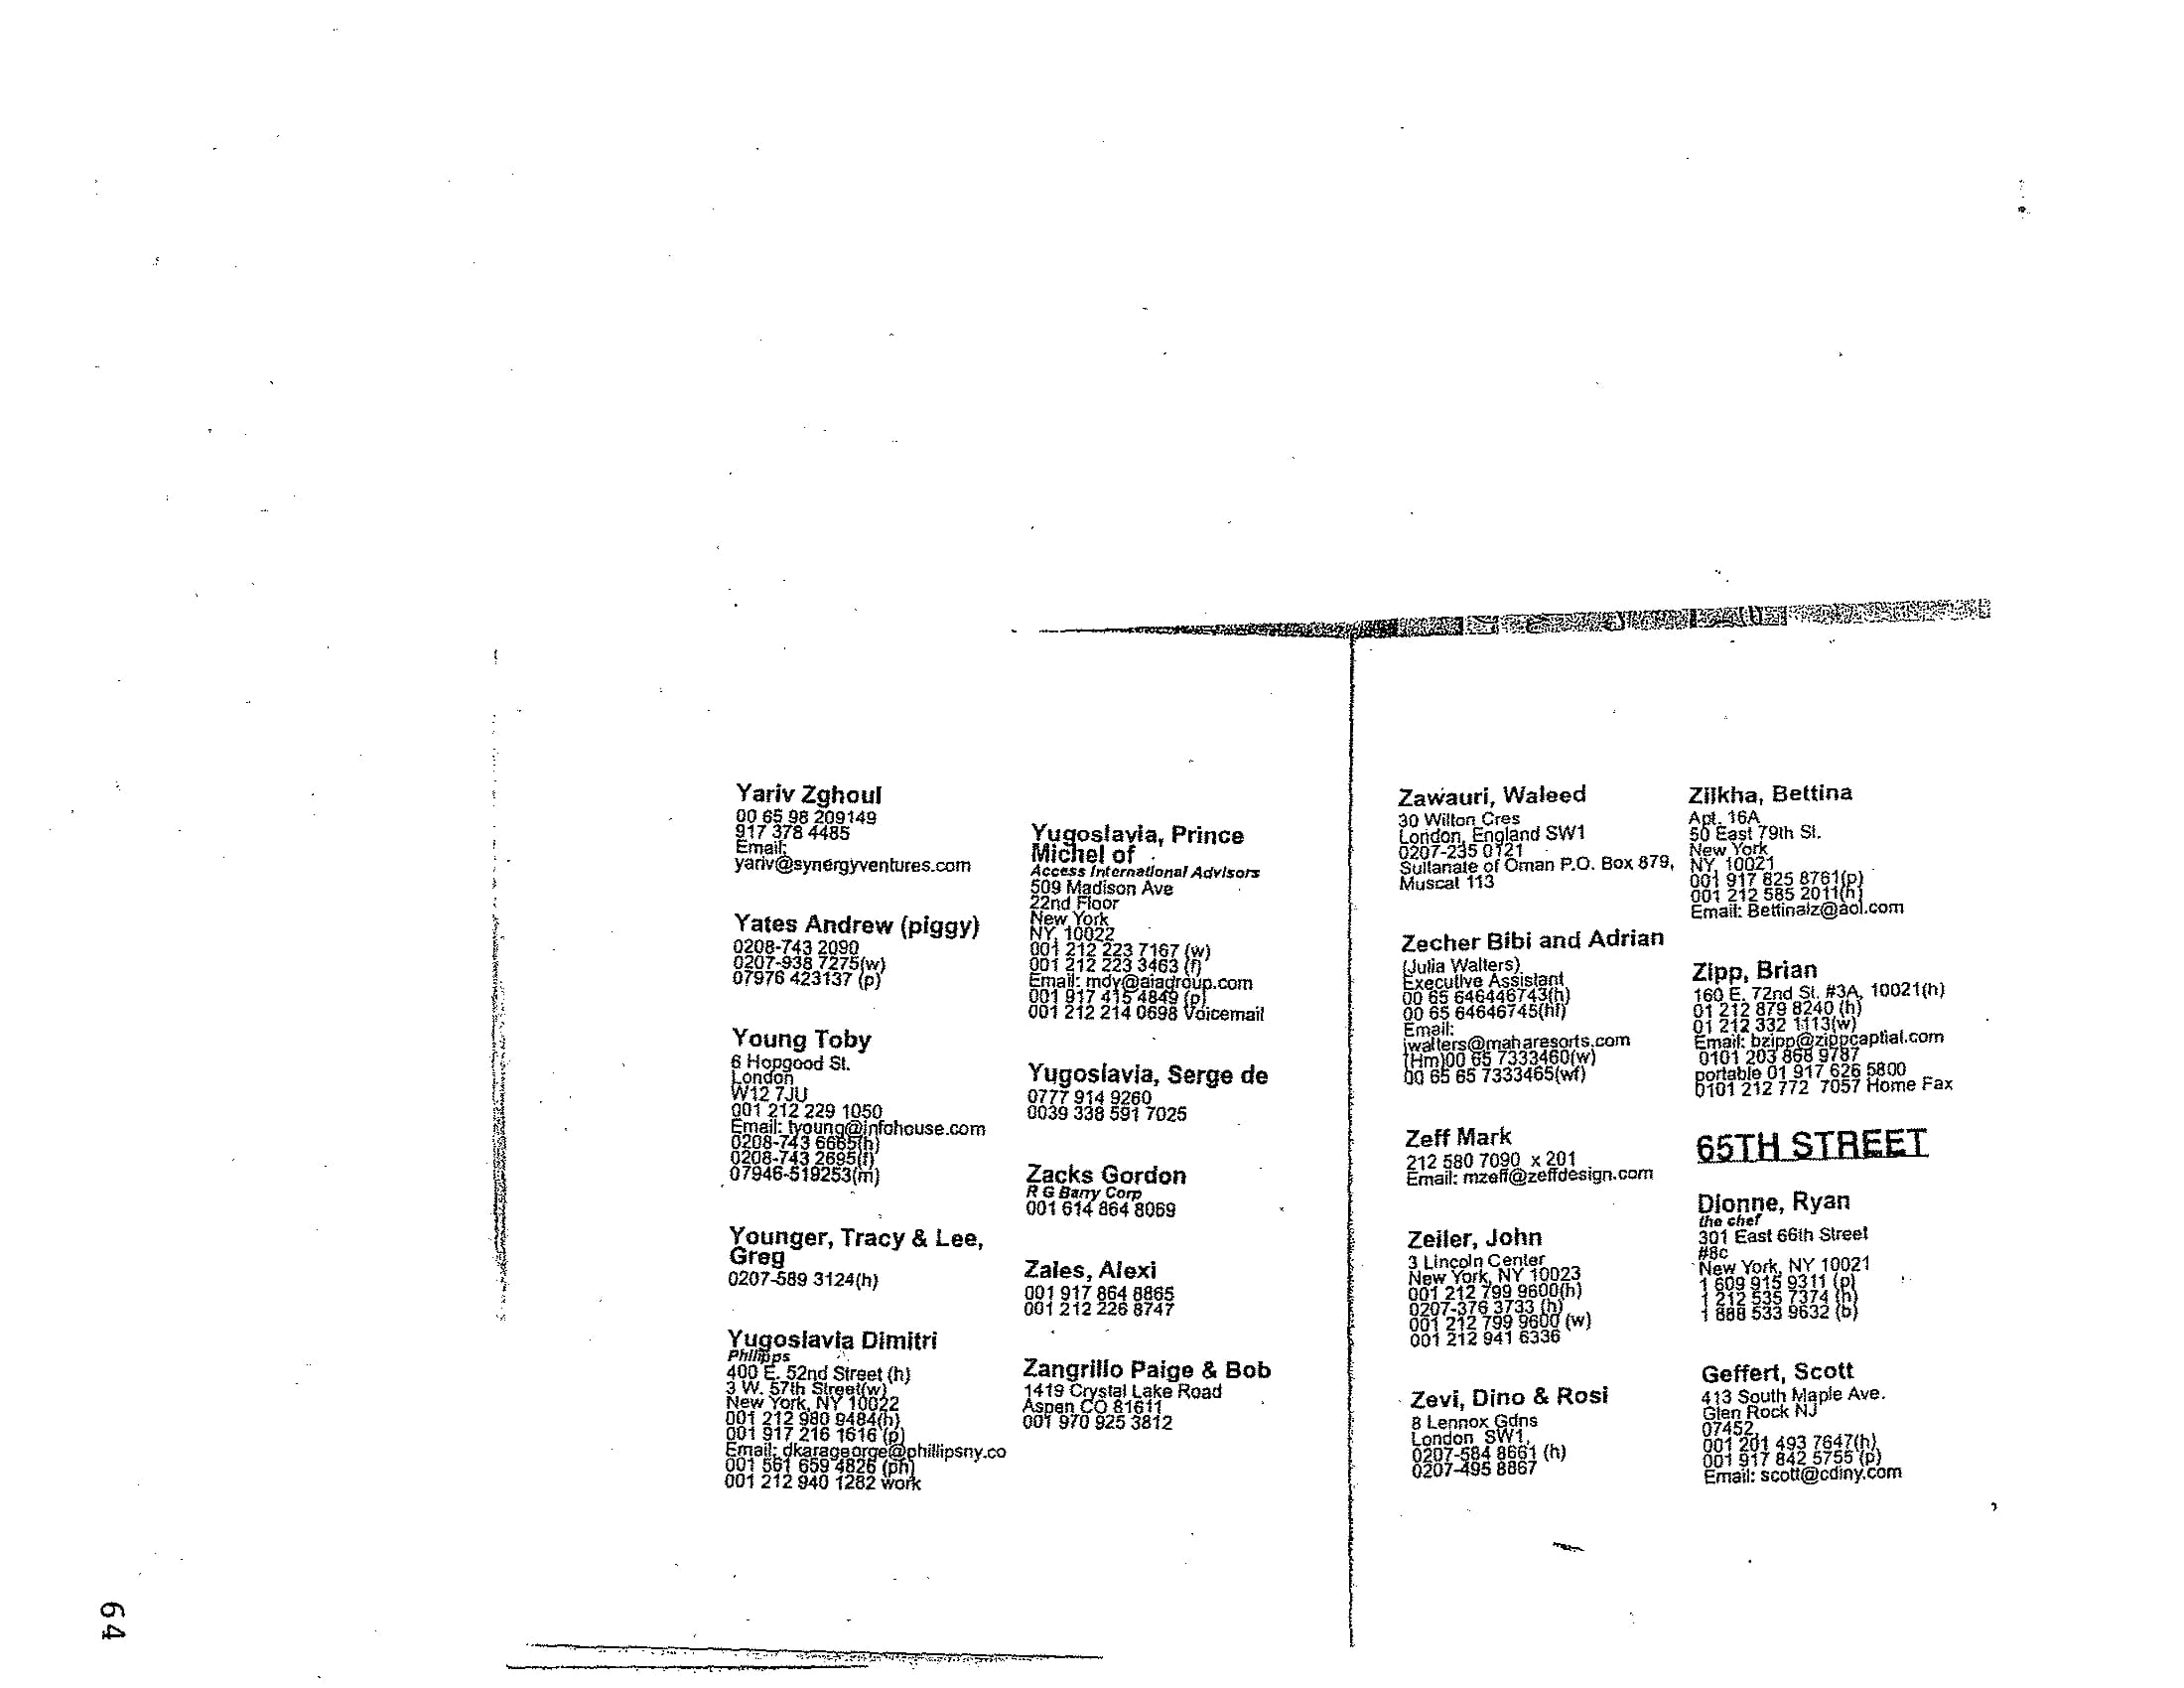 Yariv Zghoul
00 65 98 209149
917 378 4485
Email:
yariv@synergyventures.com
Yates Andrew (piggy)
0208-743 2090
0207-938 7275(w)
07976 423137 (p)
Young Toby
6 Hopgood St.
London
W12 7JU
001 212 229 1050
Email: tyoung@infohouse.com
0208-743 6665(h)
0208-743 2695(f)
07946-519253(m)
Younger, Tracy & Lee,
Greg
0207-589 3124(h)
Yugoslavia Dimitri
Phillipps
400 E. 52nd Street (h)
3 W. 57th Street(w)
New York, NY 10022
001 212 980 9484(h)
001 917 216 1616 (p)
Email: dkarageorge@phillipsny.co
001 561 659 4826 (ph)
001 212 940 1282 work
Yugoslavia, Prince
Michel of
Access International Advisors
509 Madison Ave
22nd Floor
New York
NY, 10022
001 212 223 7167 (w)
001 212 223 3463 (f)
Email: mdy@aiagroup.com
001 917 415 4849 (p)
001 212 214 0698 Voicemail
Yugoslavia, Serge de
0777 914 9260
0039 338 591 7025
Zacks Gordon
R G Barry Corp
001 614 864 8069
Zales, Alexi
001 917 864 8865
001 212 226 8747
Zangrillo Paige & Bob
1419 Crystal Lake Road
Aspen CO 81611
001 970 925 3812
Zawauri, Waleed
30 Wilton Cres
London, England SW1
0207-235 0721
Sultanate of Oman P.O. Box 879,
Muscat 113
Zecher Bibi and Adrian
(Julia Walters)
Executive Assistant
00 65 646446743(h)
00 65 64646745(hf)
Email:
jwalters@maharesorts.com
(Hm)00 65 7333460(w)
00 65 65 7333465(wf)
Zeff Mark
212 580 7090 x 201
Email: mzeff@zeffdesign.com
Zeiler, John
3 Lincoln Center
New York, NY 10023
001 212 799 9600(h)
0207-376 3733 (h)
001 212 799 9600 (w)
001 212 941 6336
Zevi, Dino & Rosi
8 Lennox Gdns
London SW1,
0207-584 8661 (h)
0207-495 8867
Zilkha, Bettina
Apt. 16A
50 East 79th St.
New York
NY, 10021
001 917 825 8761(p)
001 212 585 2011(h)
Email: Bettinalz@aol.com
Zipp, Brian
160 E. 72nd St. #3A, 10021(h)
01 212 879 8240 (h)
01 212 332 1113(w)
Email: bzipp@zippcaptial.com
0101 203 868 9787
portable 01 917 626 5800
0101 212 772 7057 Home Fax
65TH STREET
Dionne, Ryan
the chef
301 East 66th Street
#8c
New York, NY 10021
1 609 915 9311 (p)
1 212 535 7374 (h)
1 888 533 9632 (b)
Geffert, Scott
413 South Maple Ave.
Glen Rock NJ
07452,
001 201 493 7647(h)
001 917 842 5755 (p)
Email: scott@cdiny.com
64